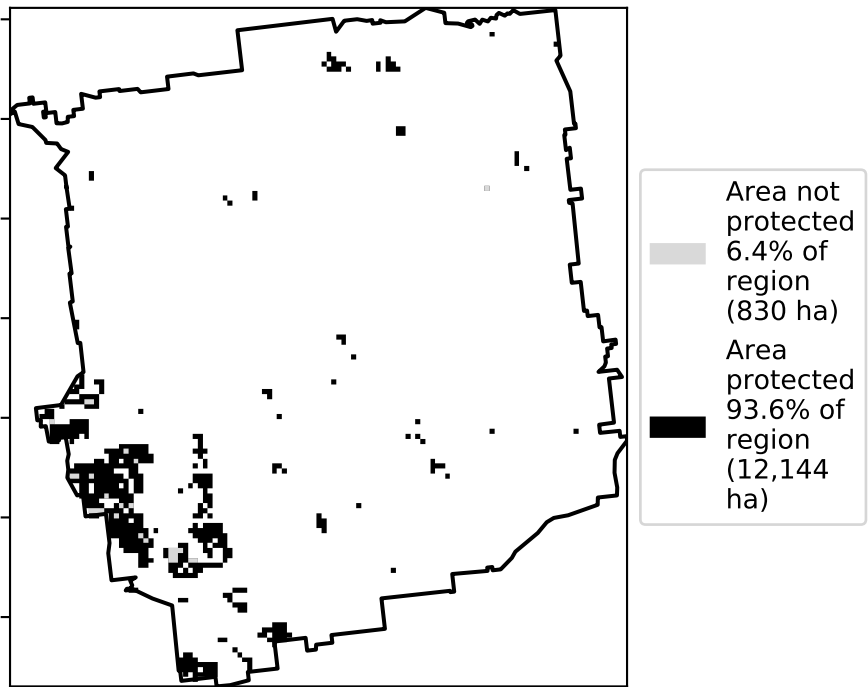 Area not
protected
6.4% of
region
(830 ha)
Area
protected
93.6% of
region
(12,144
ha)